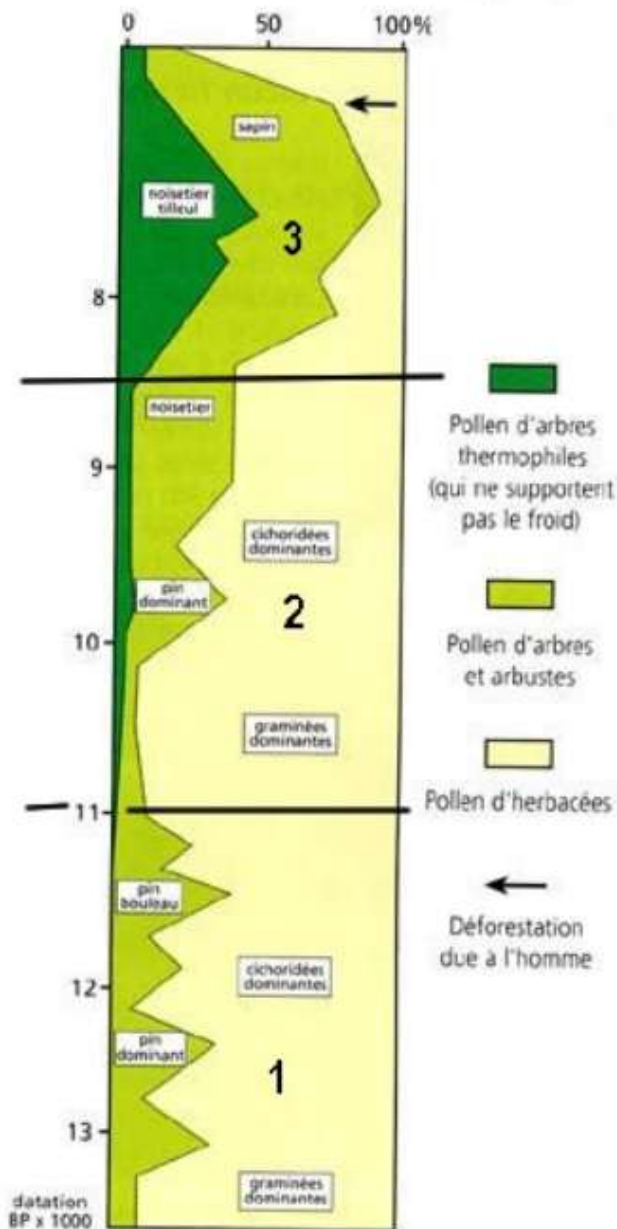 0 50 100%
sapin
noisetier
tilleul
3
8
noisetier
9
cichoridées
dominantes
pin
dominant
2
10
graminées
dominantes
11
pin
bouleau
cichoridées
dominantes
12
pin
dominant
1
13
graminées
dominantes
datation
BP x 1000
Pollen d'arbres
thermophiles
(qui ne supportent
pas le froid)
Pollen d'arbres
et arbustes
Pollen d'herbacées
Déforestation
due à l'homme